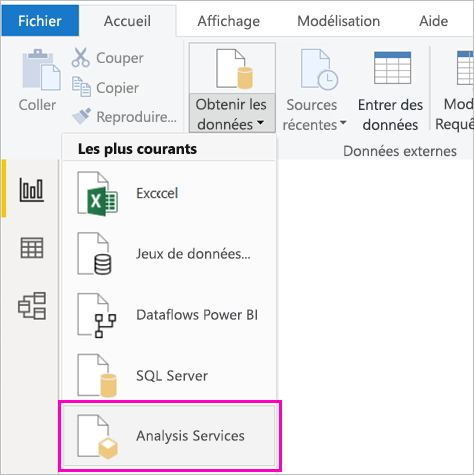 Fichier Accueil Affichage Modélisation Aide
Couper
Copier
Reproduire...
Coller
Obtenir les
données
Sources
récentes
Entrer des
données
Mod
Requê
Données externes
Les plus courants
Excxcel
Jeux de données...
Dataflows Power BI
SQL Server
Analysis Services